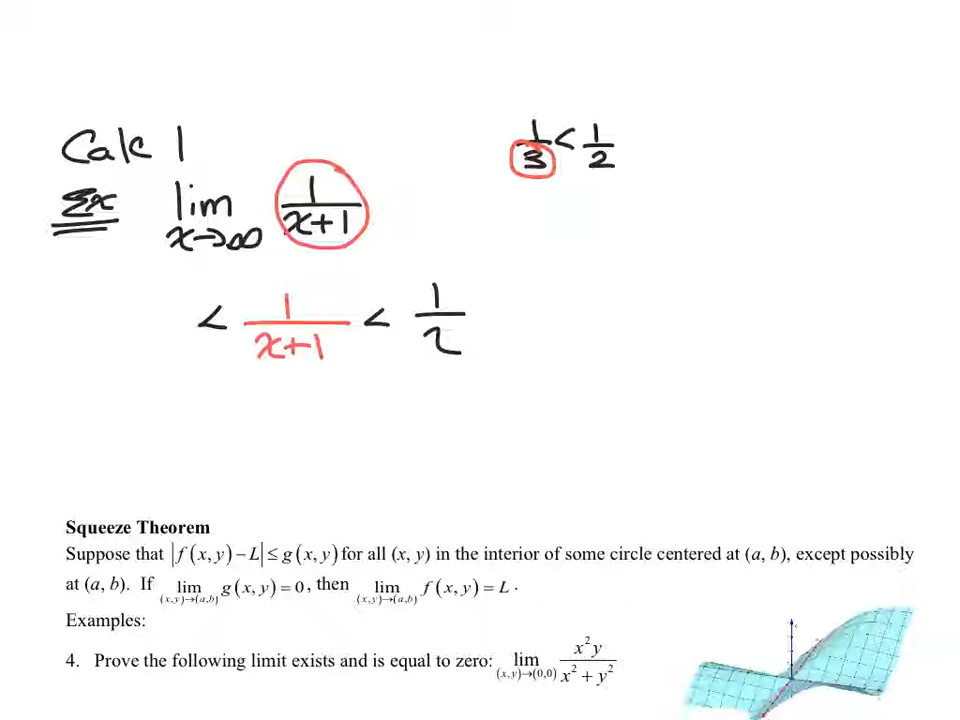 Calc 1
1/3 < 1/2
Ex lim x→∞ 1/(x+1)
< 1/(x+1) < 1/2
Squeeze Theorem
Suppose that |f(x, y) − L| ≤ g(x, y) for all (x, y) in the interior of some circle centered at (a, b), except possibly
at (a, b). If lim (x,y)→(a,b) g(x, y) = 0, then lim (x,y)→(a,b) f(x, y) = L.
Examples:
4. Prove the following limit exists and is equal to zero: lim (x,y)→(0,0) x²y/(x² + y²)